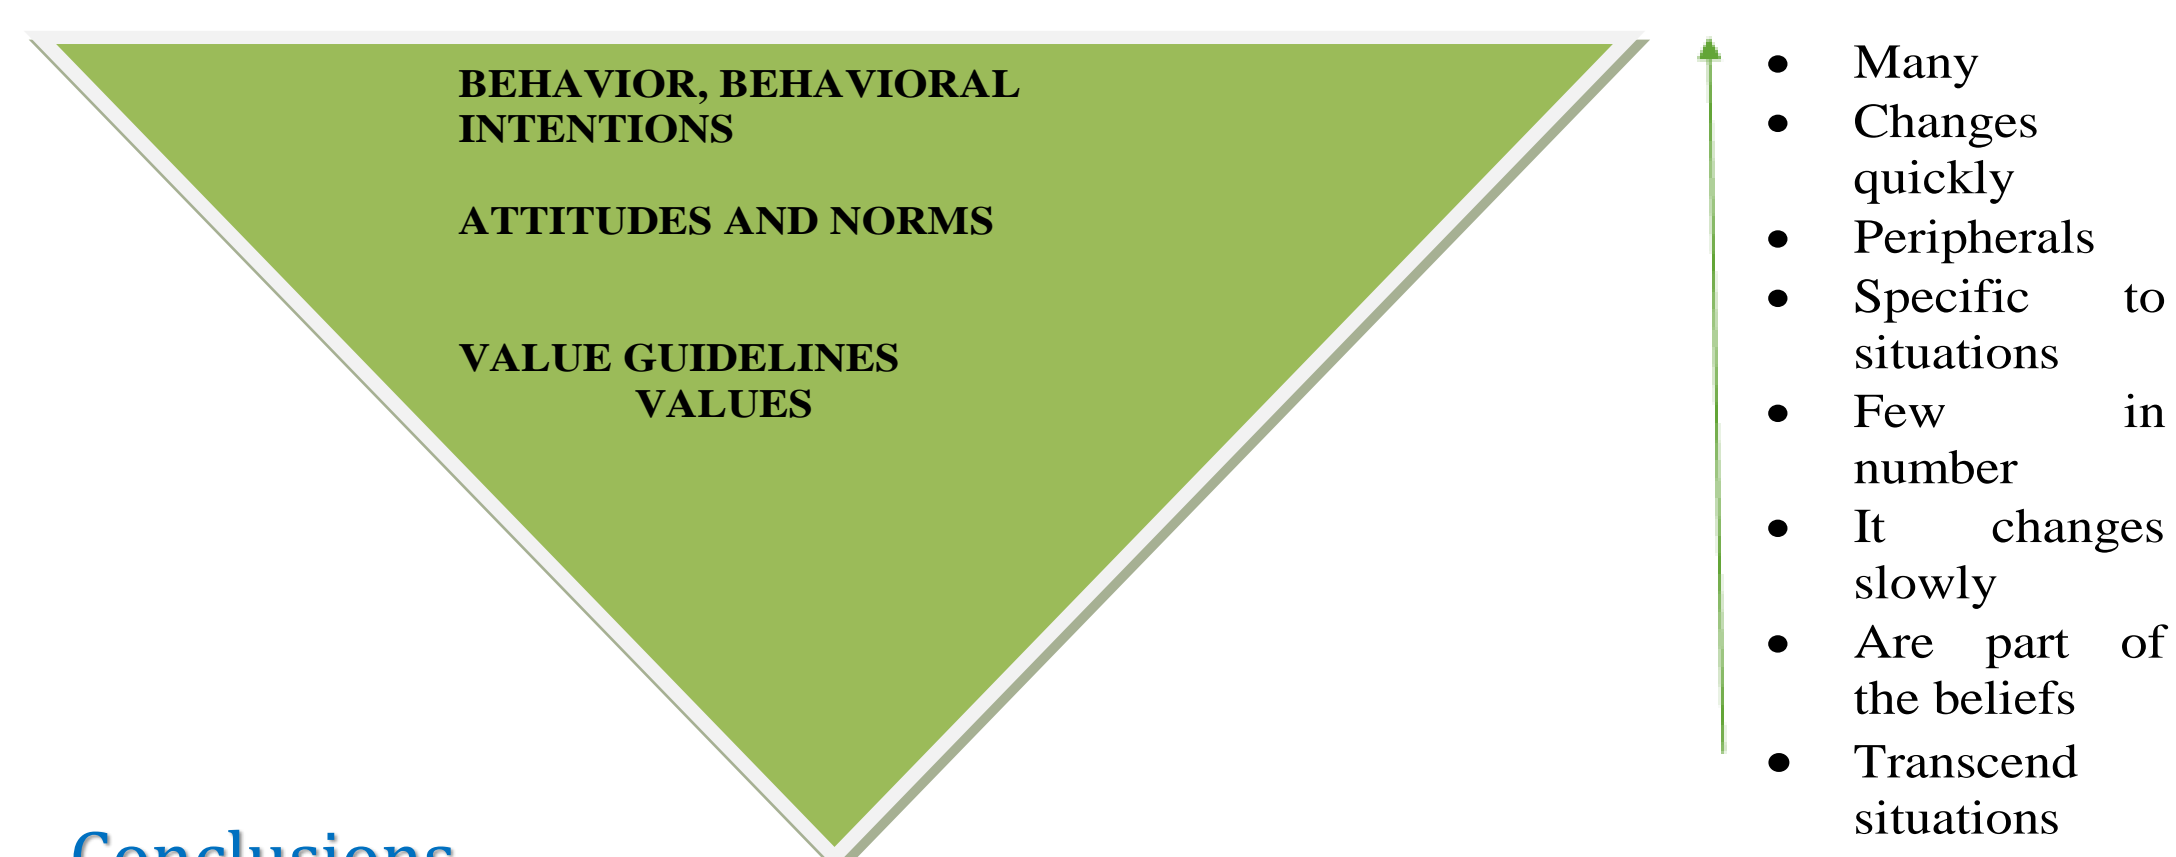 BEHAVIOR, BEHAVIORAL
INTENTIONS
ATTITUDES AND NORMS
VALUE GUIDELINES
VALUES
• Many
• Changes
quickly
• Peripherals
• Specific to
situations
• Few in
number
• It changes
slowly
• Are part of
the beliefs
• Transcend
situations
Conclusions